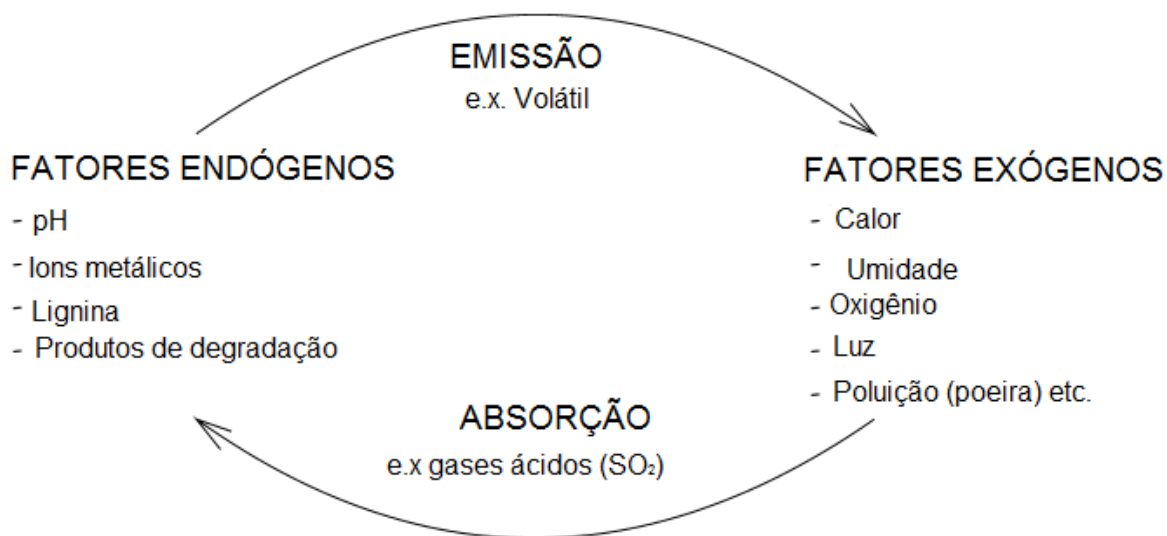 EMISSÃO
e.x. Volátil
FATORES ENDÓGENOS
- pH
- Ions metálicos
- Lignina
- Produtos de degradação
FATORES EXÓGENOS
- Calor
- Umidade
- Oxigênio
- Luz
- Poluição (poeira) etc.
ABSORÇÃO
e.x gases ácidos (SO₂)